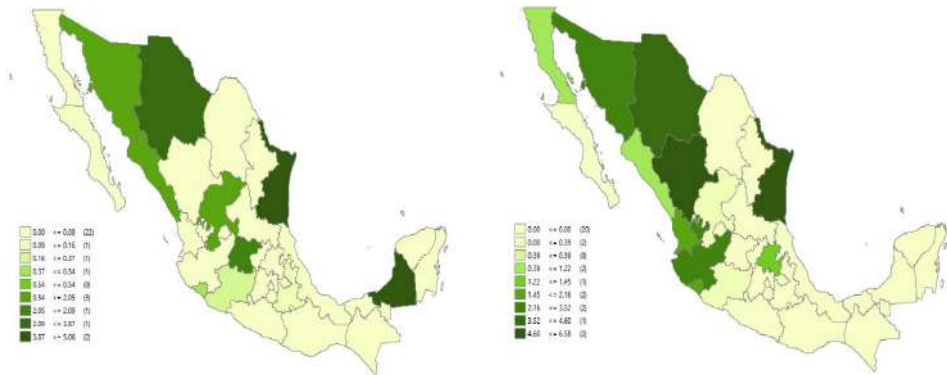 0.00 <= 0.09 (22)
0.09 <= 0.16 (1)
0.16 <= 0.37 (1)
0.37 <= 0.54 (1)
0.54 <= 0.54 (0)
0.54 <= 2.05 (3)
2.05 <= 2.09 (1)
2.09 <= 3.87 (1)
3.87 <= 5.06 (2)
0.00 <= 0.00 (20)
0.00 <= 0.39 (2)
0.39 <= 0.39 (0)
0.39 <= 1.22 (2)
1.22 <= 1.45 (1)
1.45 <= 2.16 (2)
2.16 <= 3.52 (2)
3.52 <= 4.60 (1)
4.60 <= 6.58 (2)